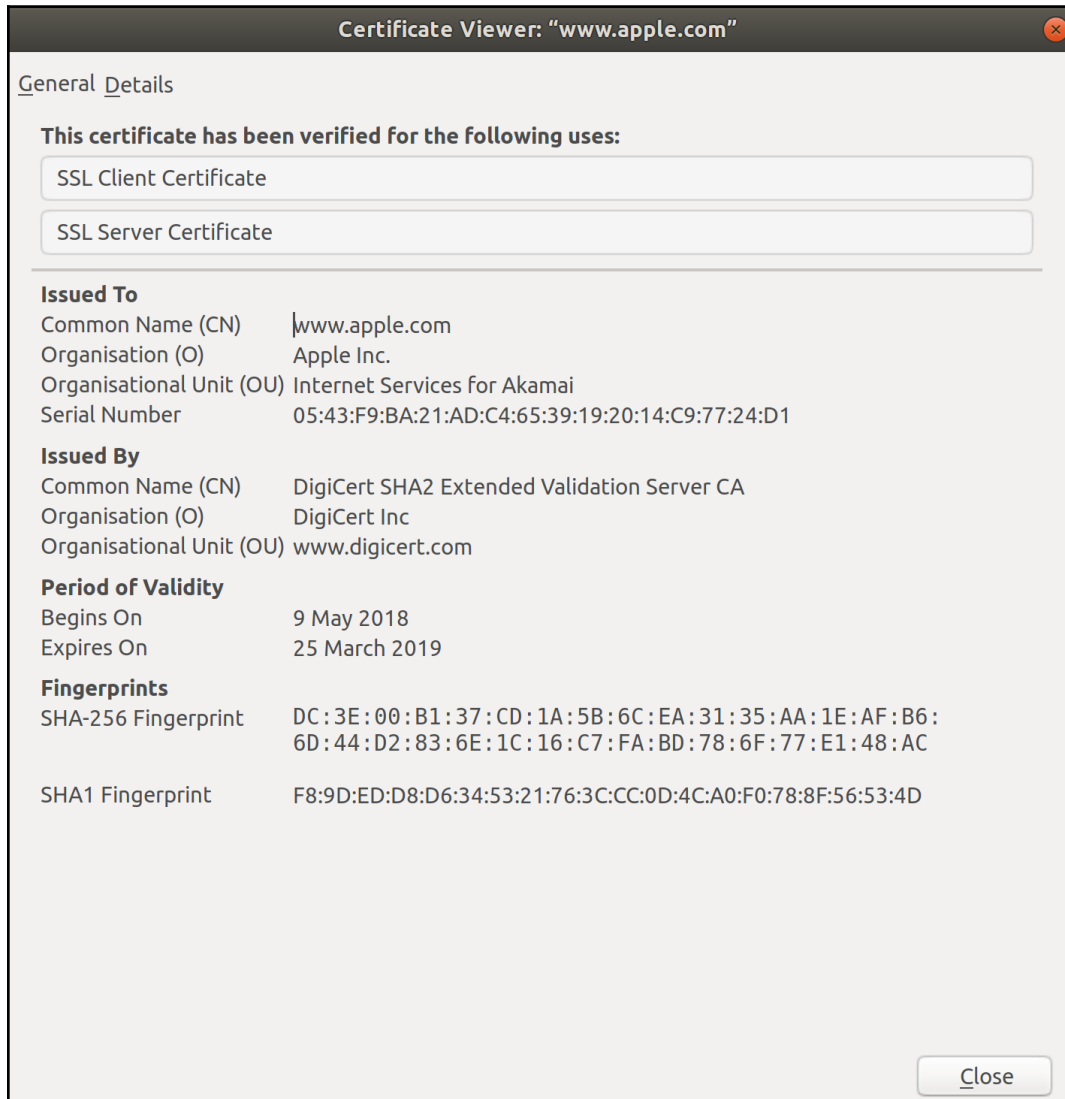 Certificate Viewer: “www.apple.com”
General Details
This certificate has been verified for the following uses:
SSL Client Certificate
SSL Server Certificate
Issued To
Common Name (CN) www.apple.com
Organisation (O) Apple Inc.
Organisational Unit (OU) Internet Services for Akamai
Serial Number 05:43:F9:BA:21:AD:C4:65:39:19:20:14:C9:77:24:D1
Issued By
Common Name (CN) DigiCert SHA2 Extended Validation Server CA
Organisation (O) DigiCert Inc
Organisational Unit (OU) www.digicert.com
Period of Validity
Begins On 9 May 2018
Expires On 25 March 2019
Fingerprints
SHA-256 Fingerprint DC:3E:00:B1:37:CD:1A:5B:6C:EA:31:35:AA:1E:AF:B6:
6D:44:D2:83:6E:1C:16:C7:FA:BD:78:6F:77:E1:48:AC
SHA1 Fingerprint F8:9D:ED:D8:D6:34:53:21:76:3C:CC:0D:4C:A0:F0:78:8F:56:53:4D
Close